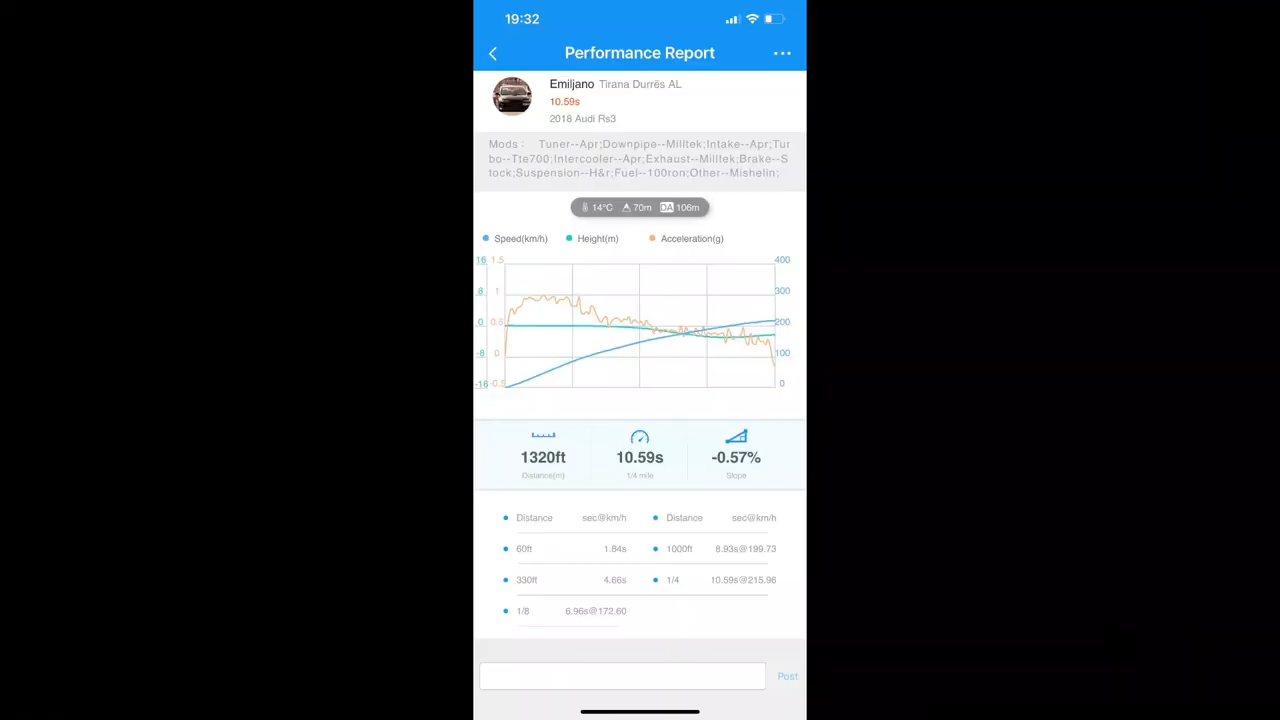 19:32
Performance Report
Emiljano Tirana Durrës AL
10.59s
2018 Audi Rs3
Mods： Tuner--Apr;Downpipe--Milltek;Intake--Apr;Tur
bo--Tte700;Intercooler--Apr;Exhaust--Milltek;Brake--S
tock;Suspension--H&r;Fuel--100ron;Other--Mishelin;
14°C 70m DA 106m
Speed(km/h) Height(m) Acceleration(g)
16 1.5 400
8 1 300
0 0.5 200
-8 0 100
-16 -0.5 0
1320ft 10.59s -0.57%
Distance(m) 1/4 mile Slope
Distance sec@km/h Distance sec@km/h
60ft 1.84s 1000ft 8.93s@199.73
330ft 4.66s 1/4 10.59s@215.96
1/8 6.96s@172.60
Post